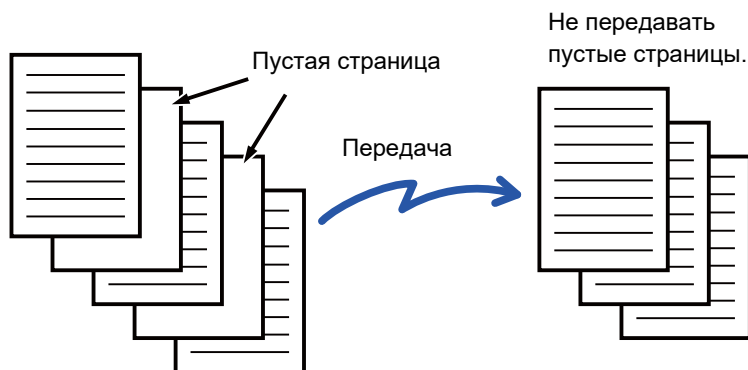 Не передавать
пустые страницы.
Пустая страница
Передача